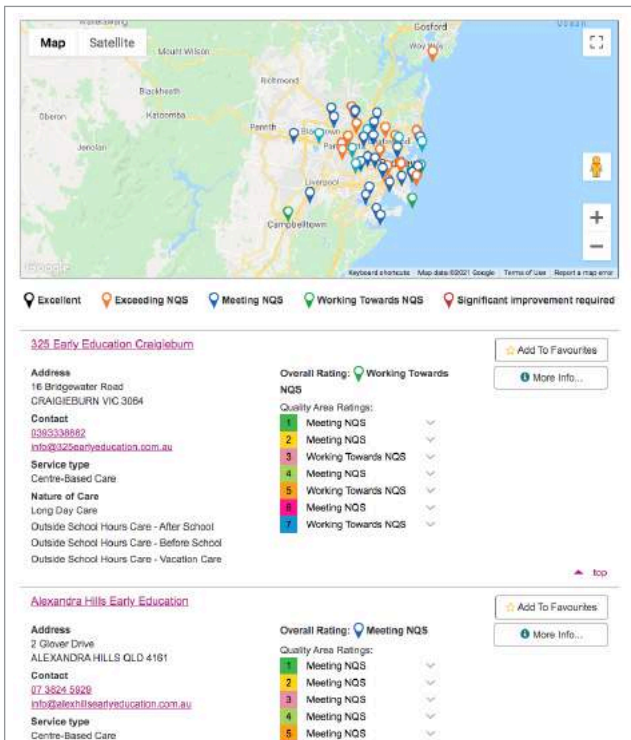 Gosford
Map
Satellite
Mount Wilson
Woy Woy
Richmond
Blackheath
Oberon
Katoomba
Penrith
Jenolan
Liverpool
Campbelltown
Google
Keyboard shortcuts Map data ©2021 Google Terms of Use Report a map error
Excellent Exceeding NQS Meeting NQS Working Towards NQS Significant improvement required
325 Early Education Craigieburn
Add To Favourites
More Info...
Address
16 Bridgewater Road
CRAIGIEBURN VIC 3064
Contact
0393338882
info@325earlyeducation.com.au
Service type
Centre-Based Care
Nature of Care
Long Day Care
Outside School Hours Care - After School
Outside School Hours Care - Before School
Outside School Hours Care - Vacation Care
Overall Rating: Working Towards
NQS
Quality Area Ratings:
1 Meeting NQS
2 Meeting NQS
3 Working Towards NQS
4 Meeting NQS
5 Working Towards NQS
6 Meeting NQS
7 Working Towards NQS
top
Alexandra Hills Early Education
Add To Favourites
More Info...
Address
2 Glover Drive
ALEXANDRA HILLS QLD 4161
Contact
07 3824 5929
info@alexhillsearlyeducation.com.au
Service type
Centre-Based Care
Overall Rating: Meeting NQS
Quality Area Ratings:
1 Meeting NQS
2 Meeting NQS
3 Meeting NQS
4 Meeting NQS
5 Meeting NQS